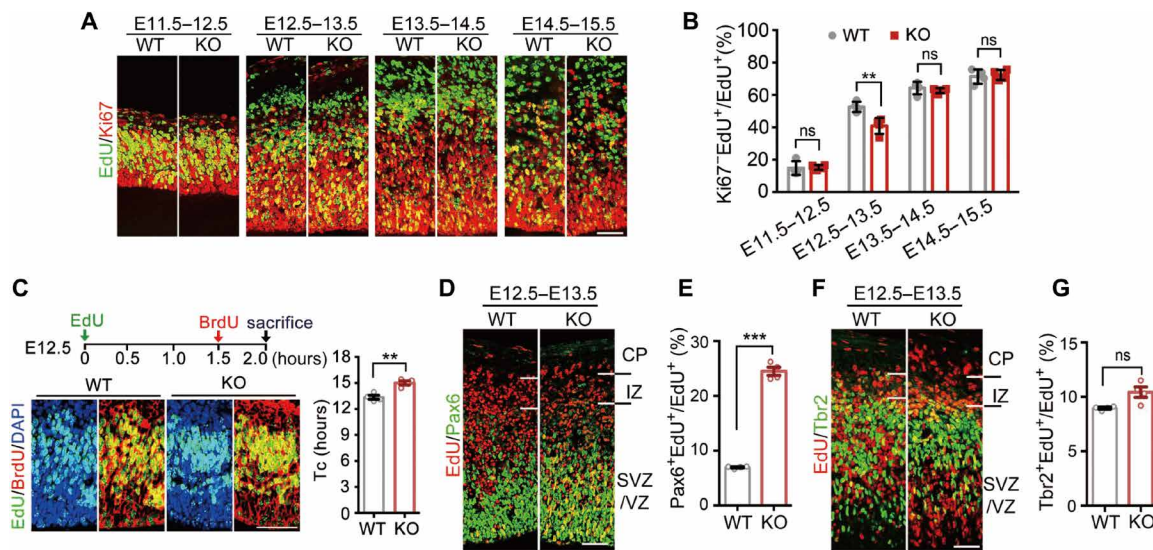 A
E11.5–12.5 E12.5–13.5 E13.5–14.5 E14.5–15.5
WT KO WT KO WT KO WT KO
EdU/Ki67
B
WT KO
Ki67⁻EdU⁺/EdU⁺(%)
100
80
60
40
20
0
ns
**
ns
ns
E11.5–12.5
E12.5–13.5
E13.5–14.5
E14.5–15.5
C
EdU BrdU sacrifice
E12.5
0 0.5 1.0 1.5 2.0 (hours)
WT KO
EdU/BrdU/DAPI
Tc (hours)
15
12
9
6
3
0
**
WT KO
D
E12.5–E13.5
WT KO
EdU/Pax6
CP
IZ
SVZ
/VZ
E
Pax6⁺EdU⁺/EdU⁺ (%)
30
20
10
0
***
WT KO
F
E12.5–E13.5
WT KO
EdU/Tbr2
CP
IZ
SVZ
/VZ
G
Tbr2⁺EdU⁺/EdU⁺ (%)
15
10
5
0
ns
WT KO